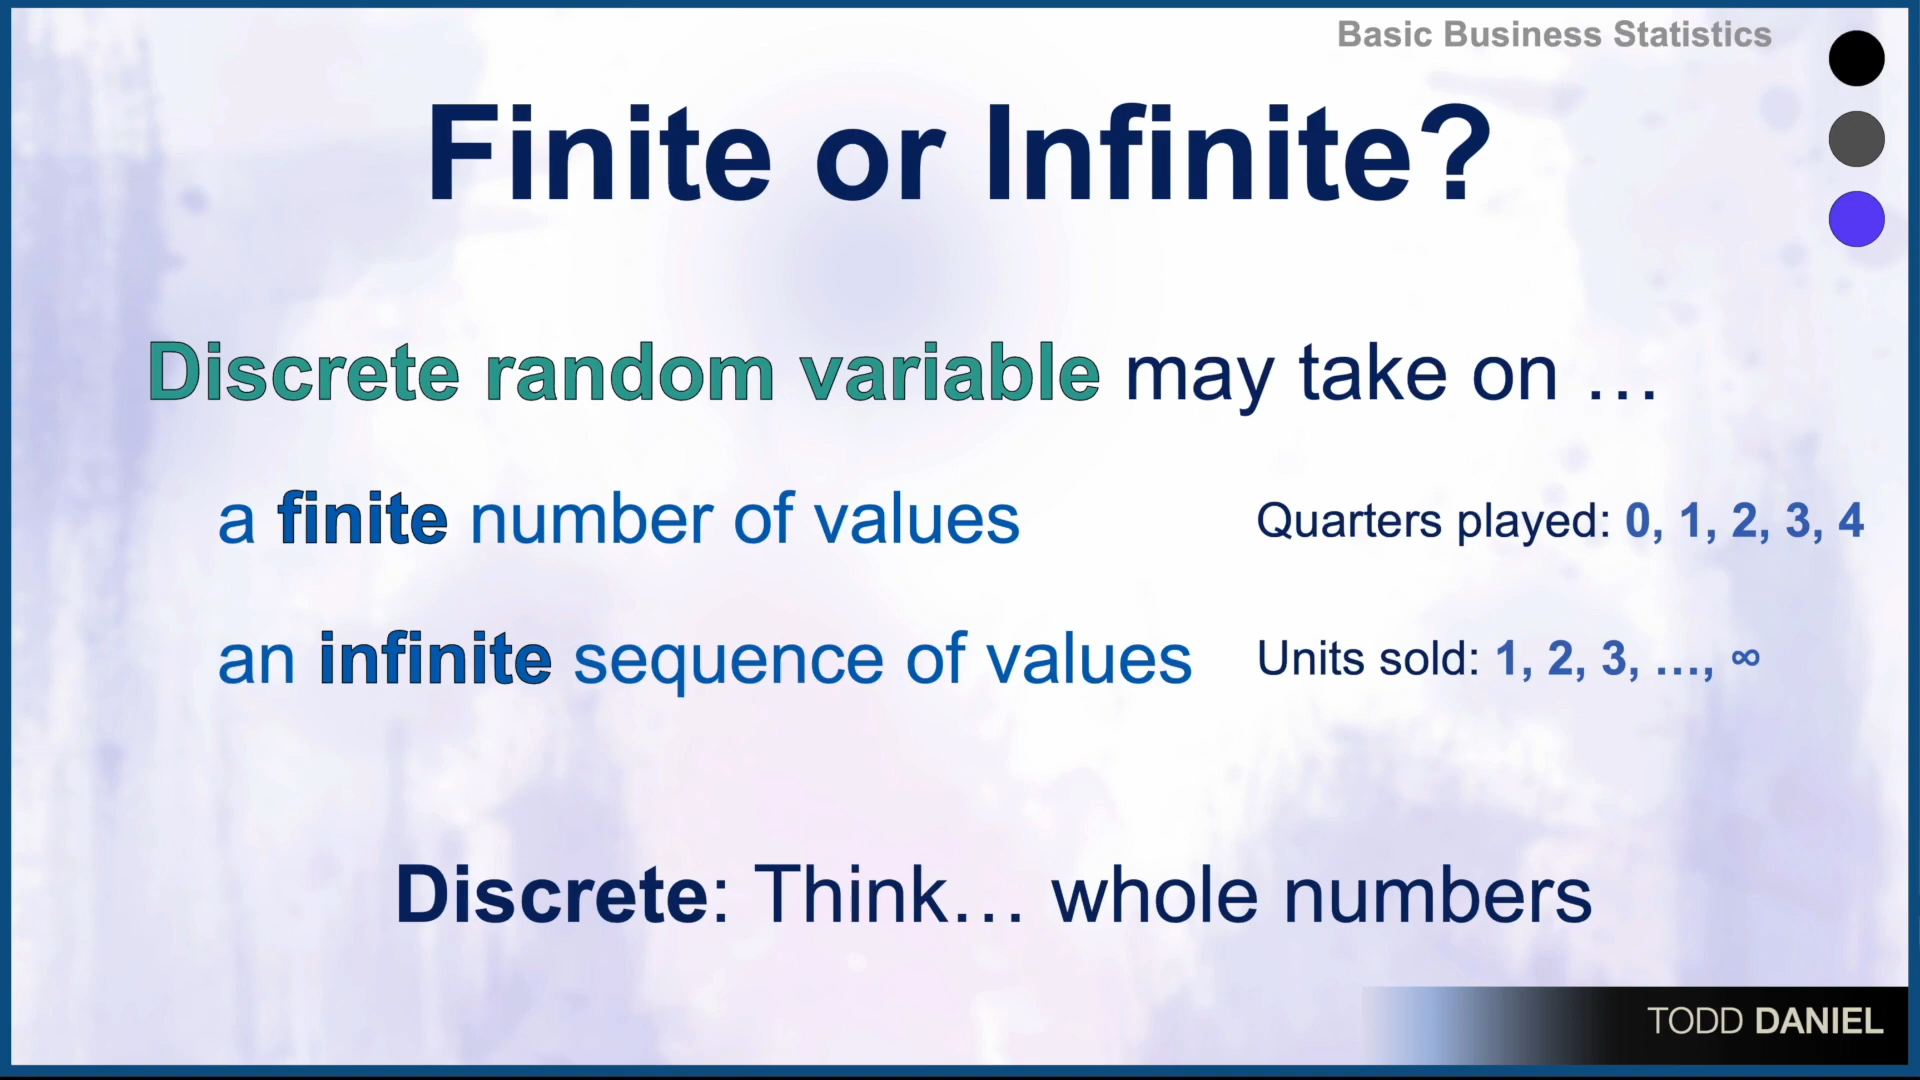 Basic Business Statistics
Finite or Infinite?
Discrete random variable may take on …
a finite number of values
Quarters played: 0, 1, 2, 3, 4
an infinite sequence of values
Units sold: 1, 2, 3, …, ∞
Discrete: Think… whole numbers
TODD DANIEL